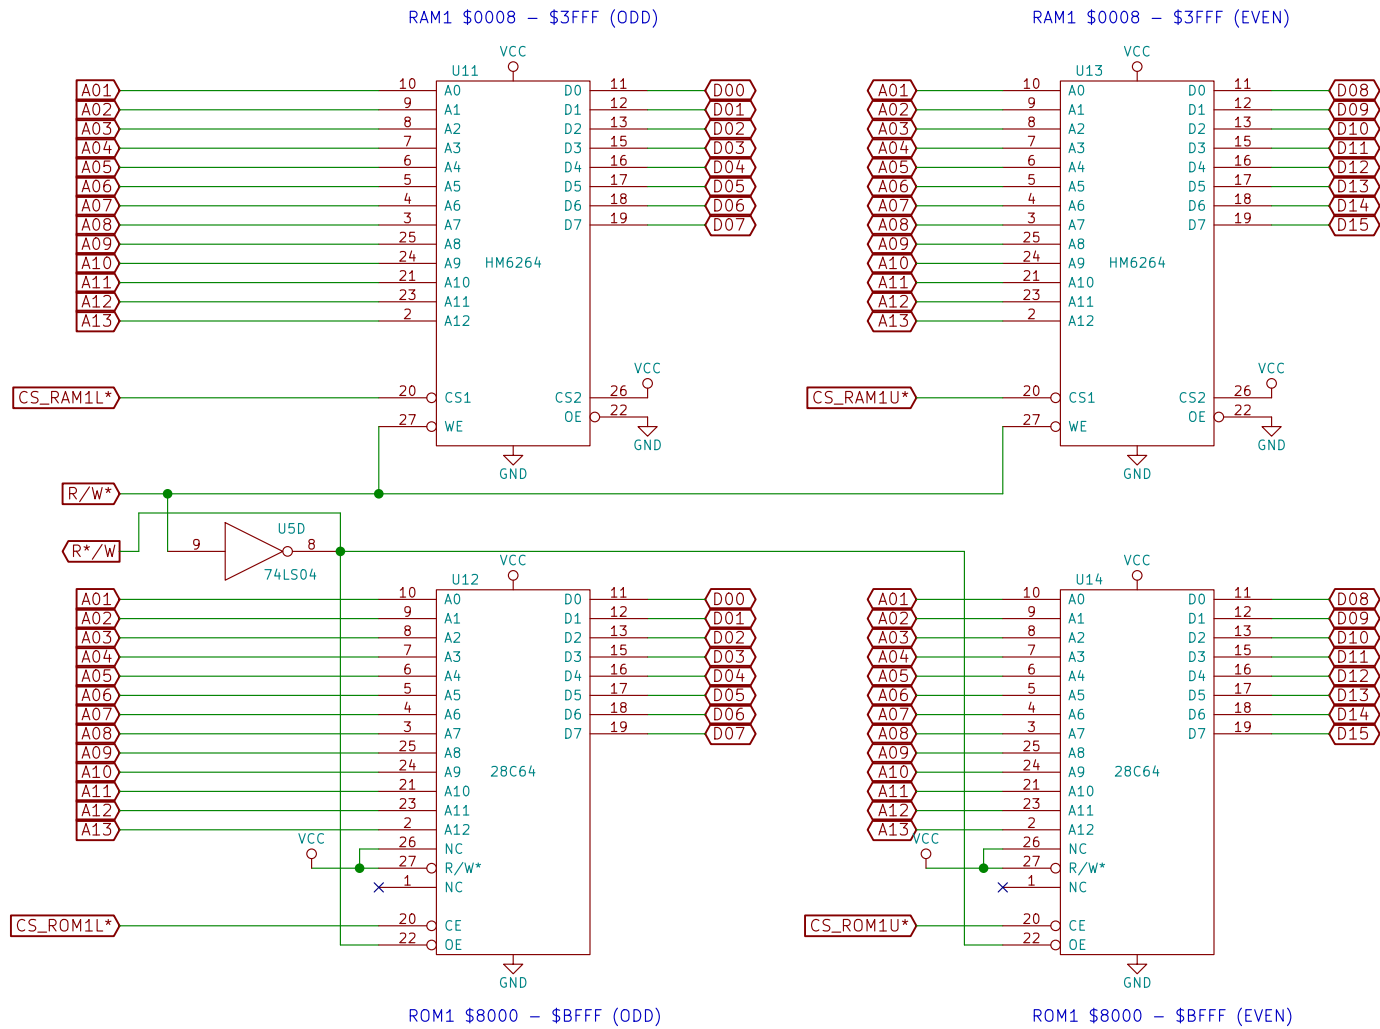 RAM1 $0008 - $3FFF (ODD) RAM1 $0008 - $3FFF (EVEN)
VCC VCC
U11 U13
A01 10 A0 D0 11 D00 A01 10 A0 D0 11 D08
A02 9 A1 D1 12 D01 A02 9 A1 D1 12 D09
A03 8 A2 D2 13 D02 A03 8 A2 D2 13 D10
A04 7 A3 D3 15 D03 A04 7 A3 D3 15 D11
A05 6 A4 D4 16 D04 A05 6 A4 D4 16 D12
A06 5 A5 D5 17 D05 A06 5 A5 D5 17 D13
A07 4 A6 D6 18 D06 A07 4 A6 D6 18 D14
A08 3 A7 D7 19 D07 A08 3 A7 D7 19 D15
A09 25 A8 A09 25 A8
A10 24 A9 HM6264 A10 24 A9 HM6264
A11 21 A10 A11 21 A10
A12 23 A11 A12 23 A11
A13 2 A12 A13 2 A12
VCC VCC
CS_RAM1L* 20 CS1 CS2 26 CS_RAM1U* 20 CS1 CS2 26
OE 22 OE 22
27 WE 27 WE
GND GND
GND GND
R/W*
U5D
R*/W 9 8
VCC VCC
74LS04
U12 U14
A01 10 A0 D0 11 D00 A01 10 A0 D0 11 D08
A02 9 A1 D1 12 D01 A02 9 A1 D1 12 D09
A03 8 A2 D2 13 D02 A03 8 A2 D2 13 D10
A04 7 A3 D3 15 D03 A04 7 A3 D3 15 D11
A05 6 A4 D4 16 D04 A05 6 A4 D4 16 D12
A06 5 A5 D5 17 D05 A06 5 A5 D5 17 D13
A07 4 A6 D6 18 D06 A07 4 A6 D6 18 D14
A08 3 A7 D7 19 D07 A08 3 A7 D7 19 D15
A09 25 A8 A09 25 A8
A10 24 A9 28C64 A10 24 A9 28C64
A11 21 A10 A11 21 A10
A12 23 A11 A12 23 A11
A13 2 A12 A13 2 A12
VCC VCC
26 NC 26 NC
27 R/W* 27 R/W*
1 NC 1 NC
CS_ROM1L* 20 CE CS_ROM1U* 20 CE
22 OE 22 OE
GND GND
ROM1 $8000 - $BFFF (ODD) ROM1 $8000 - $BFFF (EVEN)